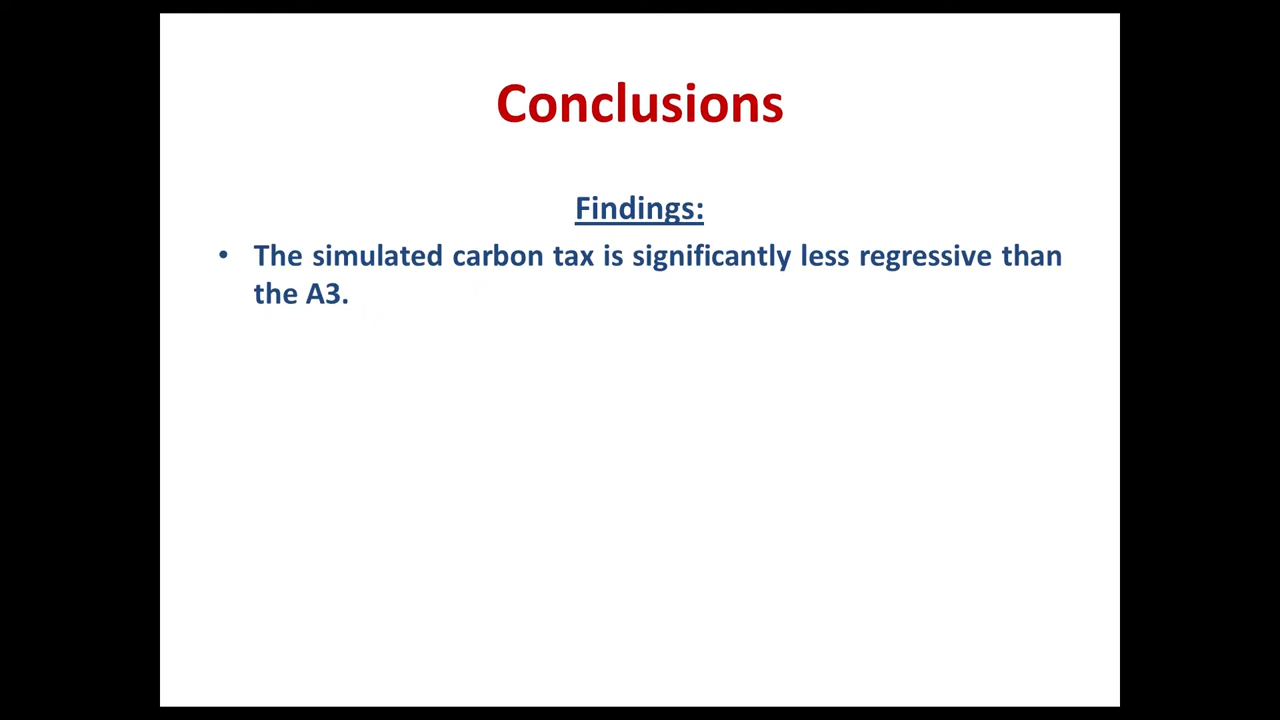 Conclusions
Findings:
• The simulated carbon tax is significantly less regressive than
the A3.